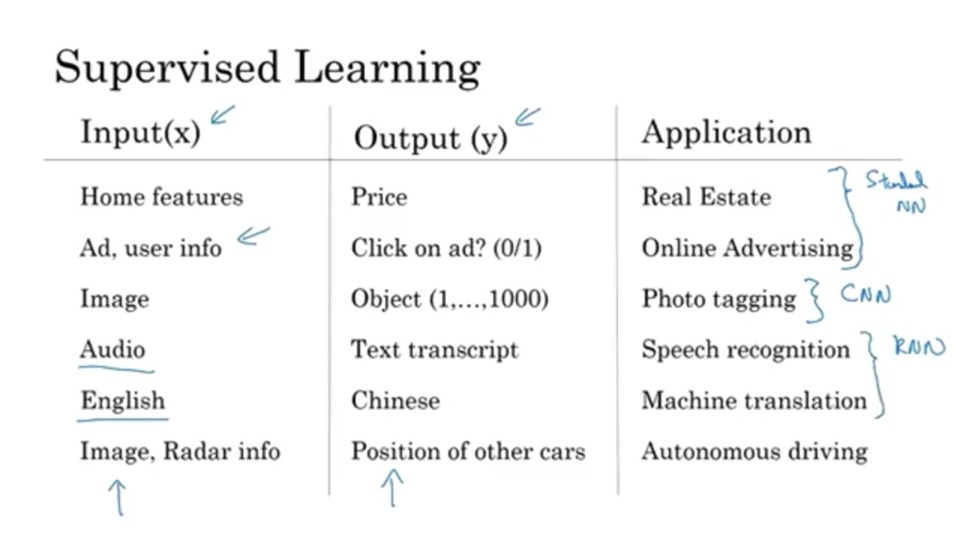 Supervised Learning
Input(x) Output (y) Application
Home features Price Real Estate
Standard NN
Ad, user info Click on ad? (0/1) Online Advertising
Image Object (1,…,1000) Photo tagging CNN
Audio Text transcript Speech recognition RNN
English Chinese Machine translation
Image, Radar info Position of other cars Autonomous driving